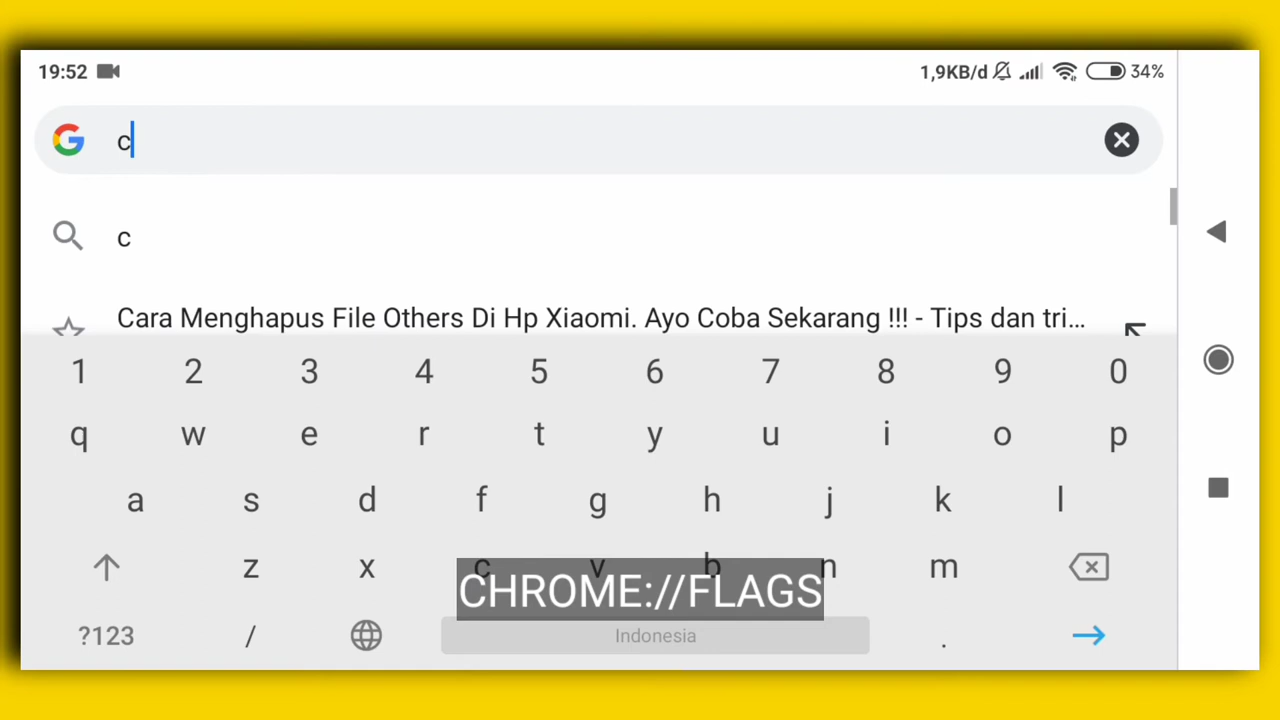 19:52
1,9KB/d
34%
c
c
Cara Menghapus File Others Di Hp Xiaomi. Ayo Coba Sekarang !!! - Tips dan tri...
1 2 3 4 5 6 7 8 9 0
q w e r t y u i o p
a s d f g h j k l
z x c v b n m
CHROME://FLAGS
?123 / Indonesia .